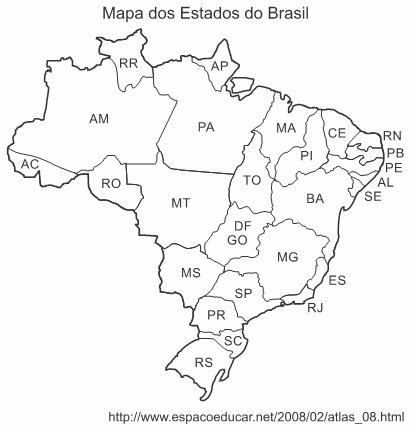 Mapa dos Estados do Brasil
RR
AP
AM
PA
MA
CE
RN
PB
PI
PE
AC
AL
RO
TO
SE
MT
BA
DF
GO
MG
MS
ES
SP
RJ
PR
SC
RS
http://www.espacoeducar.net/2008/02/atlas_08.html